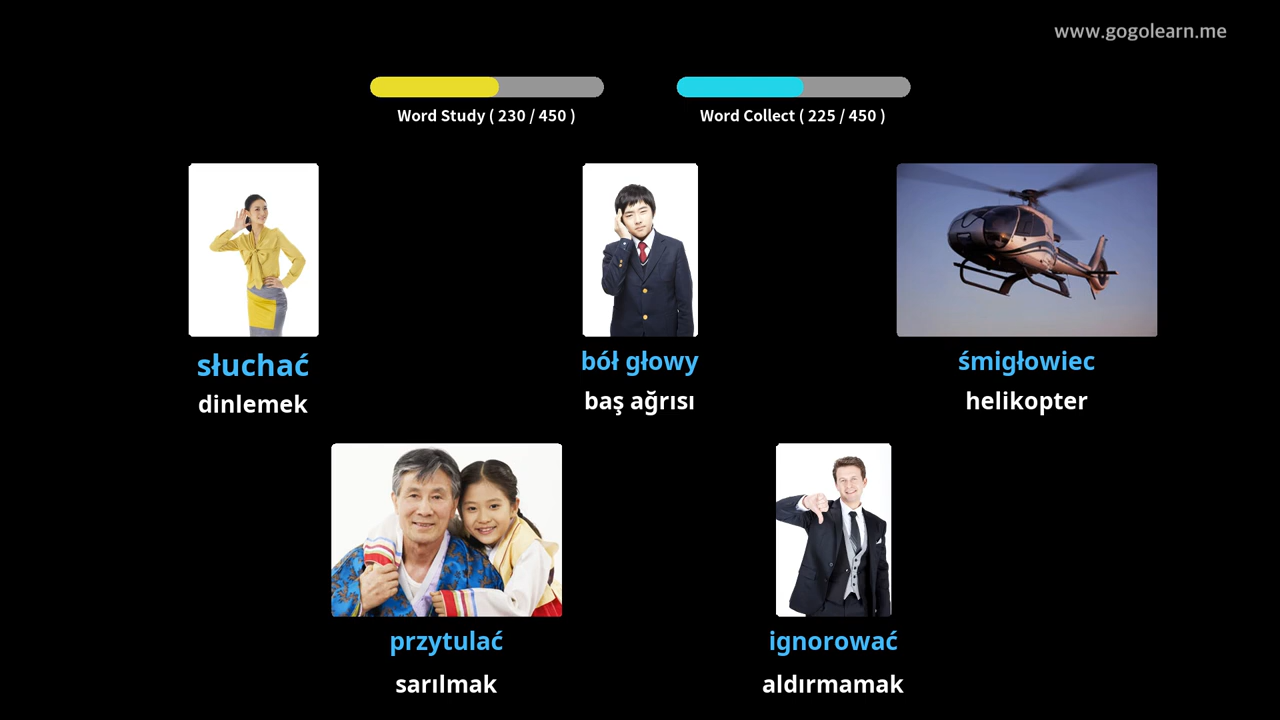 www.gogolearn.me
Word Study ( 230 / 450 )
Word Collect ( 225 / 450 )
słuchać
dinlemek
ból głowy
baş ağrısı
śmigłowiec
helikopter
przytulać
sarılmak
ignorować
aldırmamak